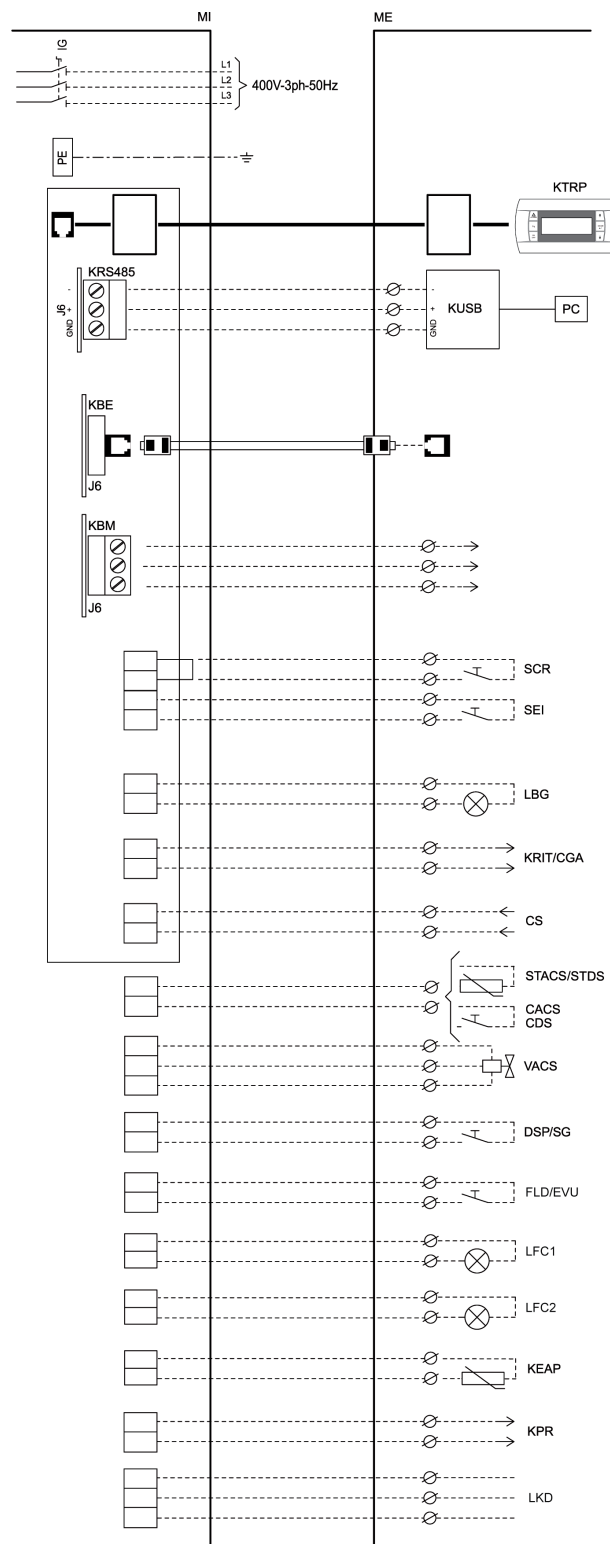 MI
ME
IG
L1
L2
L3
400V-3ph-50Hz
PE
KTRP
KRS485
J6
-
+
GND
-
+
GND
KUSB
PC
KBE
J6
KBM
J6
SCR
SEI
LBG
KRIT/CGA
CS
STACS/STDS
CACS
CDS
VACS
DSP/SG
FLD/EVU
LFC1
LFC2
KEAP
KPR
LKD